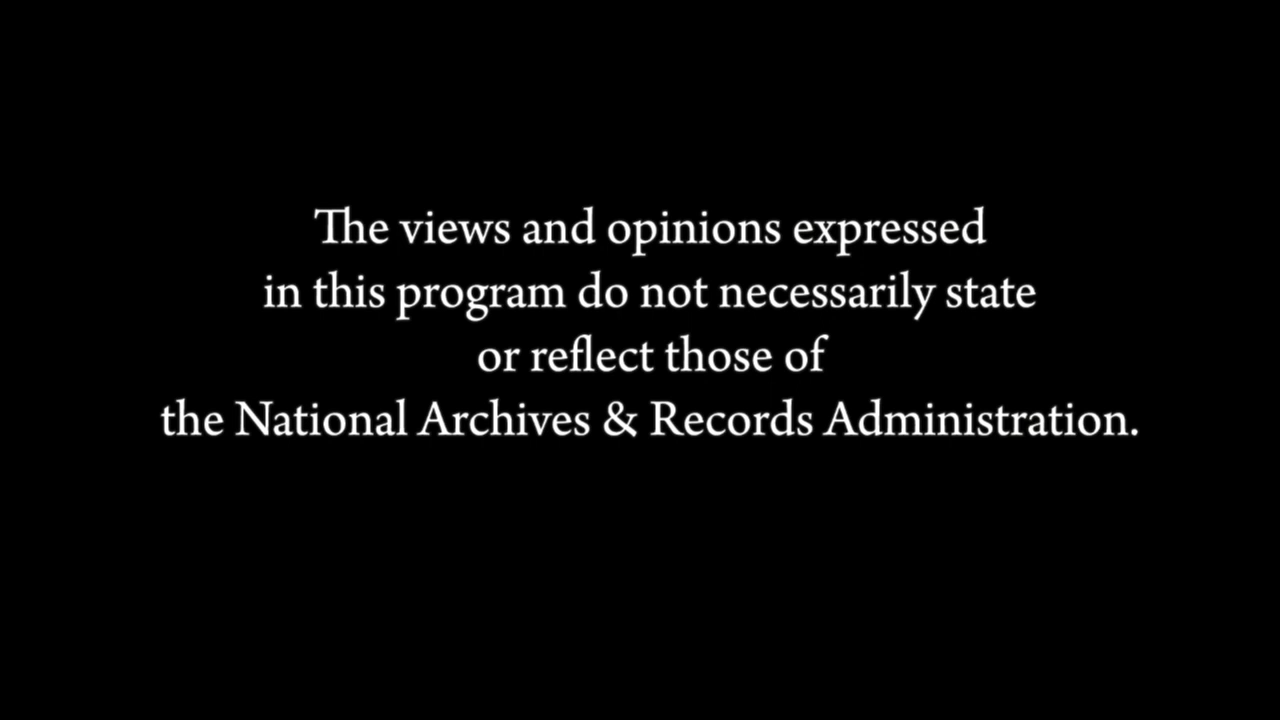 The views and opinions expressed
in this program do not necessarily state
or reflect those of
the National Archives & Records Administration.